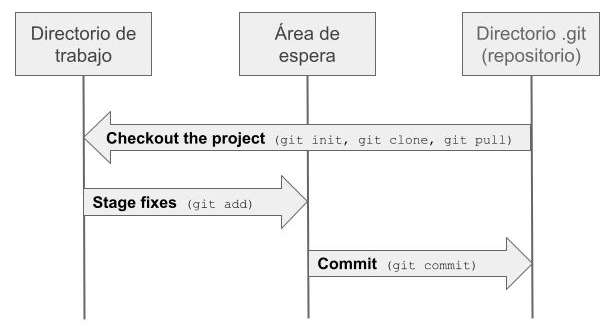 Directorio de
trabajo
Área de
espera
Directorio .git
(repositorio)
Checkout the project (git init, git clone, git pull)
Stage fixes (git add)
Commit (git commit)